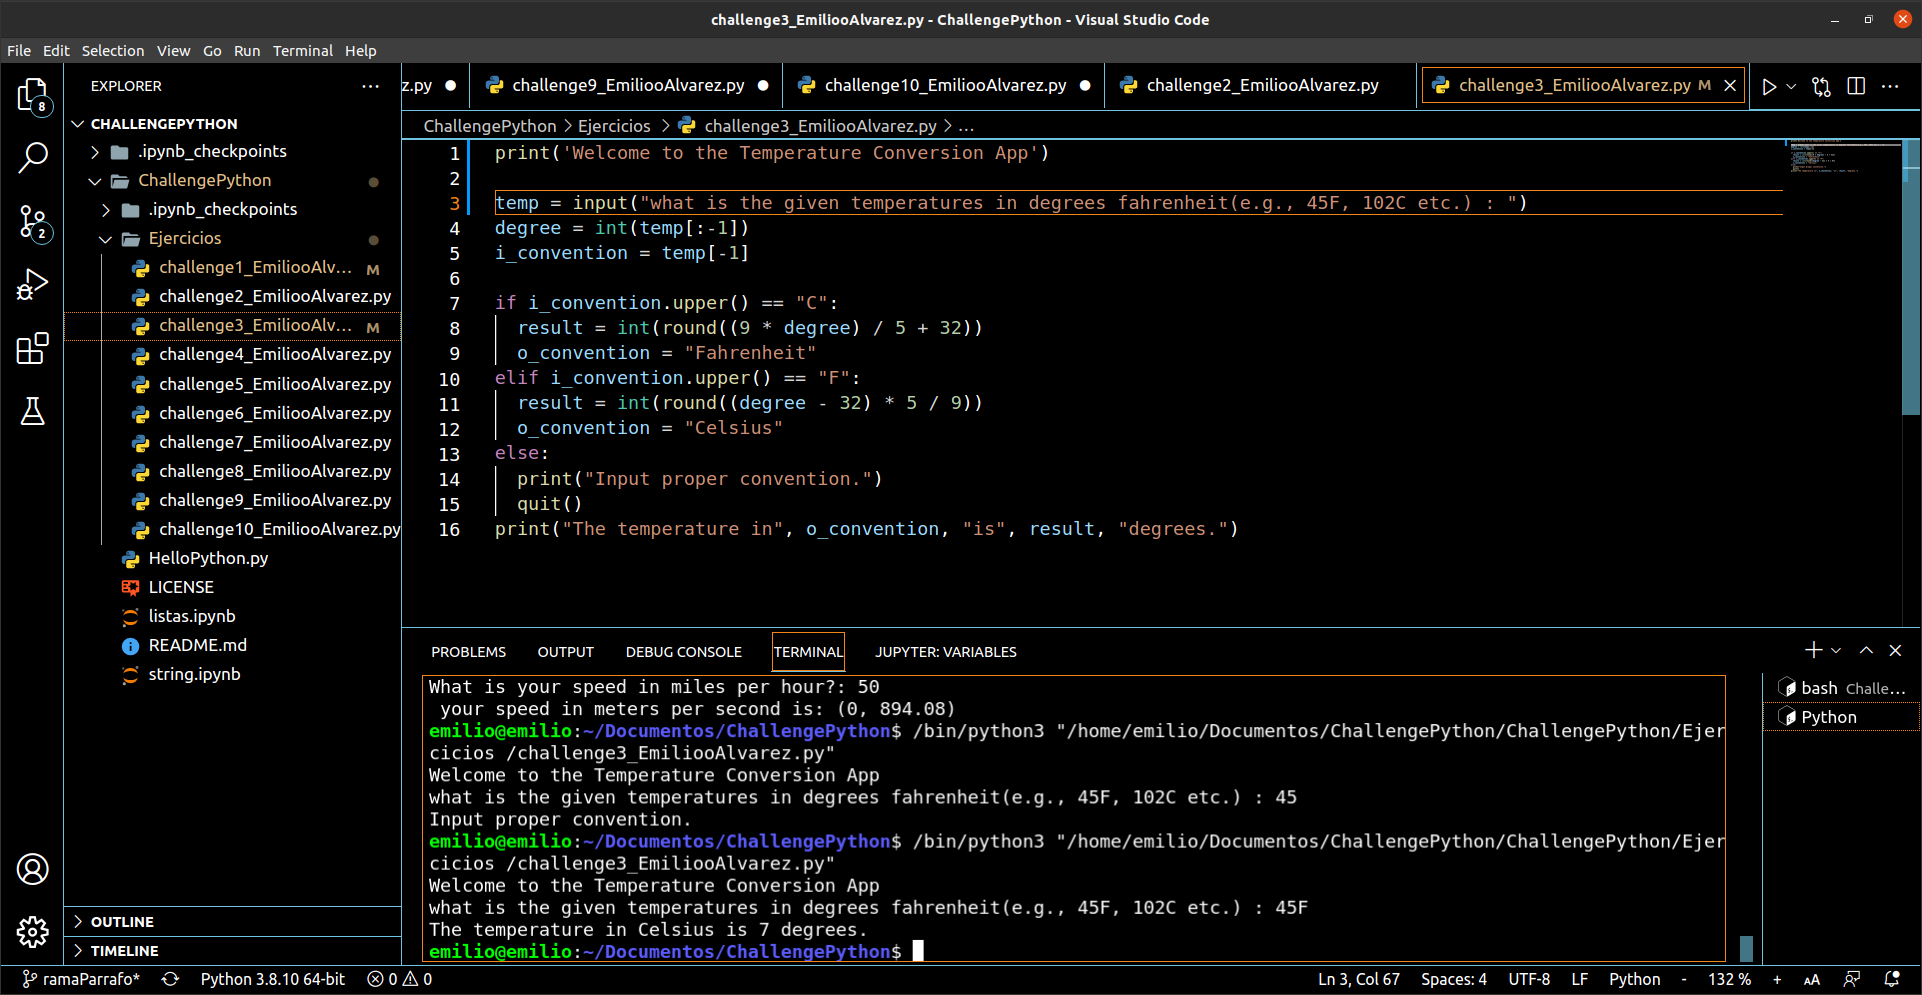 challenge3_EmiliooAlvarez.py - ChallengePython - Visual Studio Code
File Edit Selection View Go Run Terminal Help
EXPLORER
CHALLENGEPYTHON
.ipynb_checkpoints
ChallengePython
.ipynb_checkpoints
Ejercicios
challenge1_EmiliooAlv... M
challenge2_EmiliooAlvarez.py
challenge3_EmiliooAlv... M
challenge4_EmiliooAlvarez.py
challenge5_EmiliooAlvarez.py
challenge6_EmiliooAlvarez.py
challenge7_EmiliooAlvarez.py
challenge8_EmiliooAlvarez.py
challenge9_EmiliooAlvarez.py
challenge10_EmiliooAlvarez.py
HelloPython.py
LICENSE
listas.ipynb
README.md
string.ipynb
OUTLINE
TIMELINE
8
2
z.py challenge9_EmiliooAlvarez.py challenge10_EmiliooAlvarez.py challenge2_EmiliooAlvarez.py challenge3_EmiliooAlvarez.py M
ChallengePython > Ejercicios > challenge3_EmiliooAlvarez.py > ...
1 print('Welcome to the Temperature Conversion App')
2
3 temp = input("what is the given temperatures in degrees fahrenheit(e.g., 45F, 102C etc.) : ")
4 degree = int(temp[:-1])
5 i_convention = temp[-1]
6
7 if i_convention.upper() == "C":
8 result = int(round((9 * degree) / 5 + 32))
9 o_convention = "Fahrenheit"
10 elif i_convention.upper() == "F":
11 result = int(round((degree - 32) * 5 / 9))
12 o_convention = "Celsius"
13 else:
14 print("Input proper convention.")
15 quit()
16 print("The temperature in", o_convention, "is", result, "degrees.")
PROBLEMS OUTPUT DEBUG CONSOLE TERMINAL JUPYTER: VARIABLES
What is your speed in miles per hour?: 50
your speed in meters per second is: (0, 894.08)
emilio@emilio:~/Documentos/ChallengePython$ /bin/python3 "/home/emilio/Documentos/ChallengePython/ChallengePython/Ejer
cicios /challenge3_EmiliooAlvarez.py"
Welcome to the Temperature Conversion App
what is the given temperatures in degrees fahrenheit(e.g., 45F, 102C etc.) : 45
Input proper convention.
emilio@emilio:~/Documentos/ChallengePython$ /bin/python3 "/home/emilio/Documentos/ChallengePython/ChallengePython/Ejer
cicios /challenge3_EmiliooAlvarez.py"
Welcome to the Temperature Conversion App
what is the given temperatures in degrees fahrenheit(e.g., 45F, 102C etc.) : 45F
The temperature in Celsius is 7 degrees.
emilio@emilio:~/Documentos/ChallengePython$
bash Challe...
Python
ramaParrafo* Python 3.8.10 64-bit 0 0 Ln 3, Col 67 Spaces: 4 UTF-8 LF Python - 132 % + AA